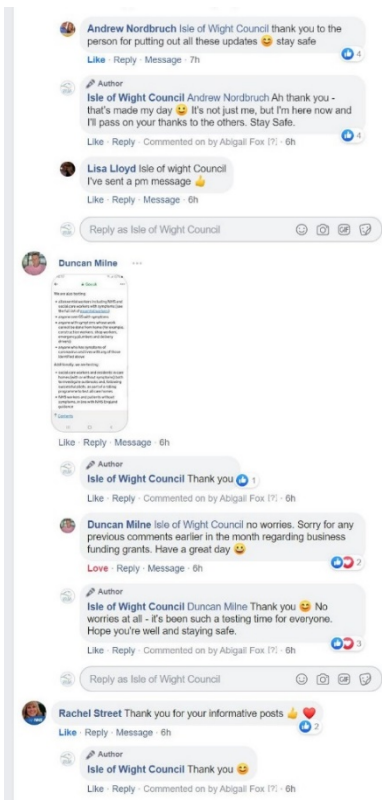 Andrew Nordbruch Isle of Wight Council thank you to the
person for putting out all these updates 😊 stay safe
4
Like · Reply · Message · 7h
Author
Isle of Wight Council Andrew Nordbruch Ah thank you -
that's made my day 😀 It's not just me, but I'm here now and
I'll pass on your thanks to the others. Stay Safe.
4
Like · Reply · Commented on by Abigail Fox [?] · 6h
Lisa Lloyd Isle of wight Council
I've sent a pm message 👍
Like · Reply · Message · 6h
Reply as Isle of Wight Council
GIF
Duncan Milne
We are also testing:
Additionally, we are testing:
Like · Reply · Message · 6h
Author
Isle of Wight Council Thank you
1
Like · Reply · Commented on by Abigail Fox [?] · 6h
Duncan Milne Isle of Wight Council no worries. Sorry for any
previous comments earlier in the month regarding business
funding grants. Have a great day 😀
2
Love · Reply · Message · 6h
Author
Isle of Wight Council Duncan Milne Thank you 😊 No
worries at all - it's been such a testing time for everyone.
Hope you're well and staying safe.
3
Like · Reply · Commented on by Abigail Fox [?] · 6h
Reply as Isle of Wight Council
GIF
Rachel Street Thank you for your informative posts 👍 ❤️
2
Like · Reply · Message · 6h
Author
Isle of Wight Council Thank you 😊
Like · Reply · Commented on by Abigail Fox [?] · 6h